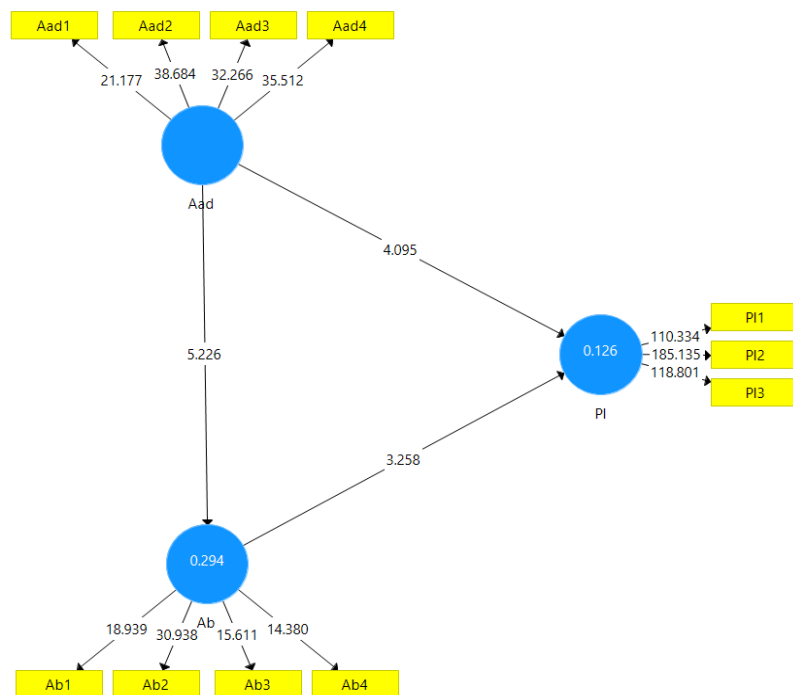 Aad1 Aad2 Aad3 Aad4
21.177 38.684 32.266 35.512
Aad
4.095
5.226
0.126
PI
110.334 PI1
185.135 PI2
118.801 PI3
3.258
0.294
Ab
18.939 30.938 15.611 14.380
Ab1 Ab2 Ab3 Ab4